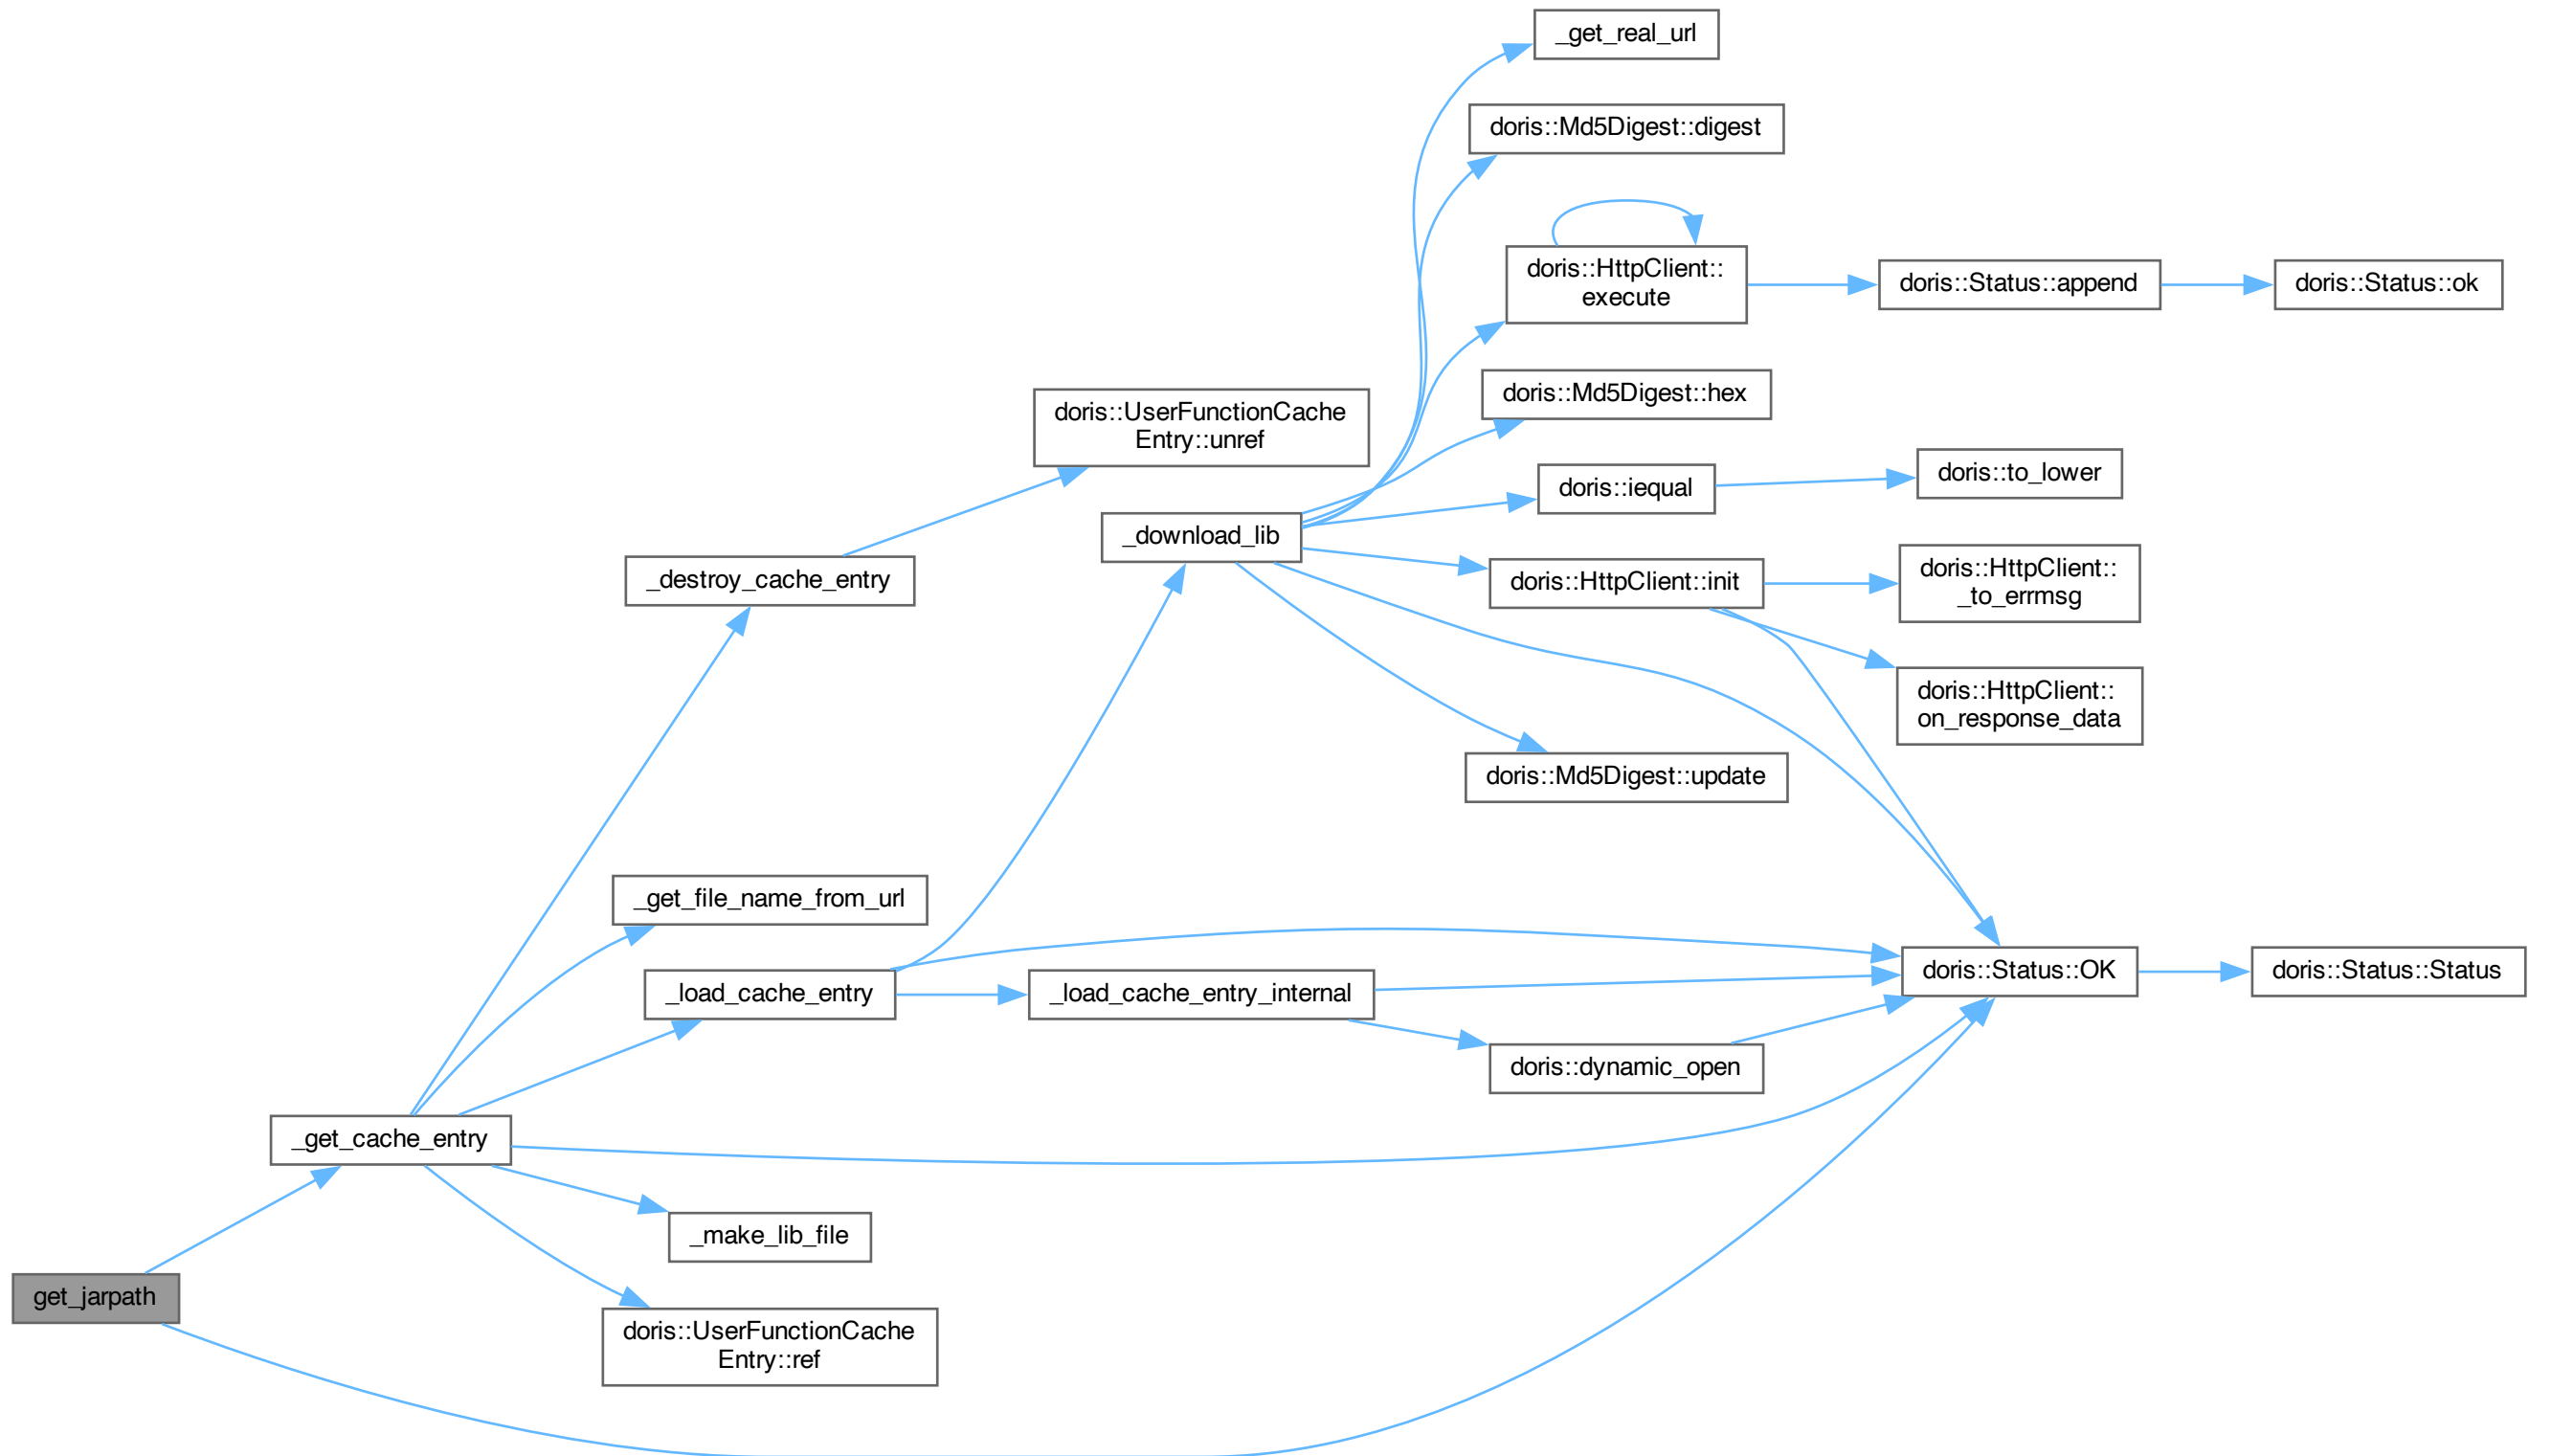 _get_real_url
doris::Md5Digest::digest
doris::HttpClient::
execute
doris::Status::append
doris::Status::ok
doris::Md5Digest::hex
doris::UserFunctionCache
Entry::unref
doris::iequal
doris::to_lower
_download_lib
_destroy_cache_entry
doris::HttpClient::init
doris::HttpClient::
_to_errmsg
doris::HttpClient::
on_response_data
doris::Md5Digest::update
_get_file_name_from_url
_load_cache_entry
_load_cache_entry_internal
doris::Status::OK
doris::Status::Status
doris::dynamic_open
_get_cache_entry
_make_lib_file
get_jarpath
doris::UserFunctionCache
Entry::ref